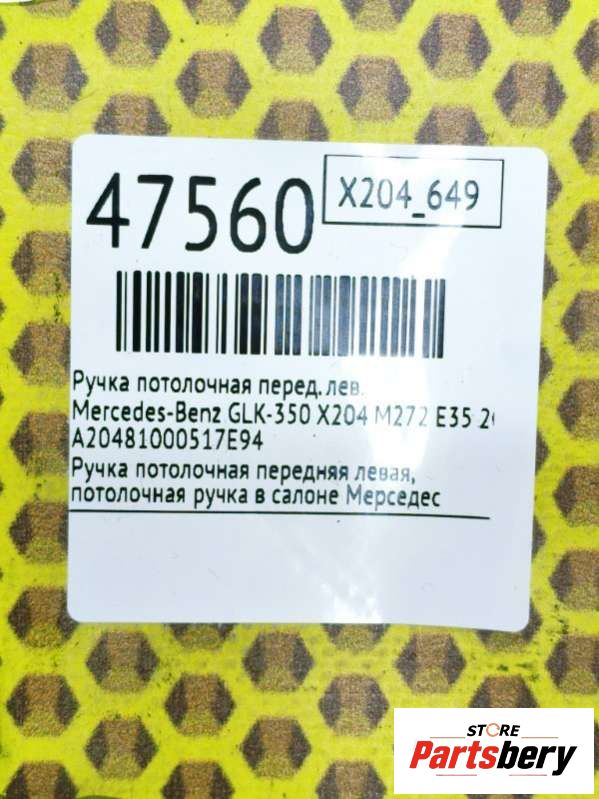 47560
X204_649
Ручка потолочная перед. лев.
Mercedes-Benz GLK-350 X204 M272 E35
A20481000517E94
Ручка потолочная передняя левая,
потолочная ручка в салоне Мерседес
STORE
Partsbery